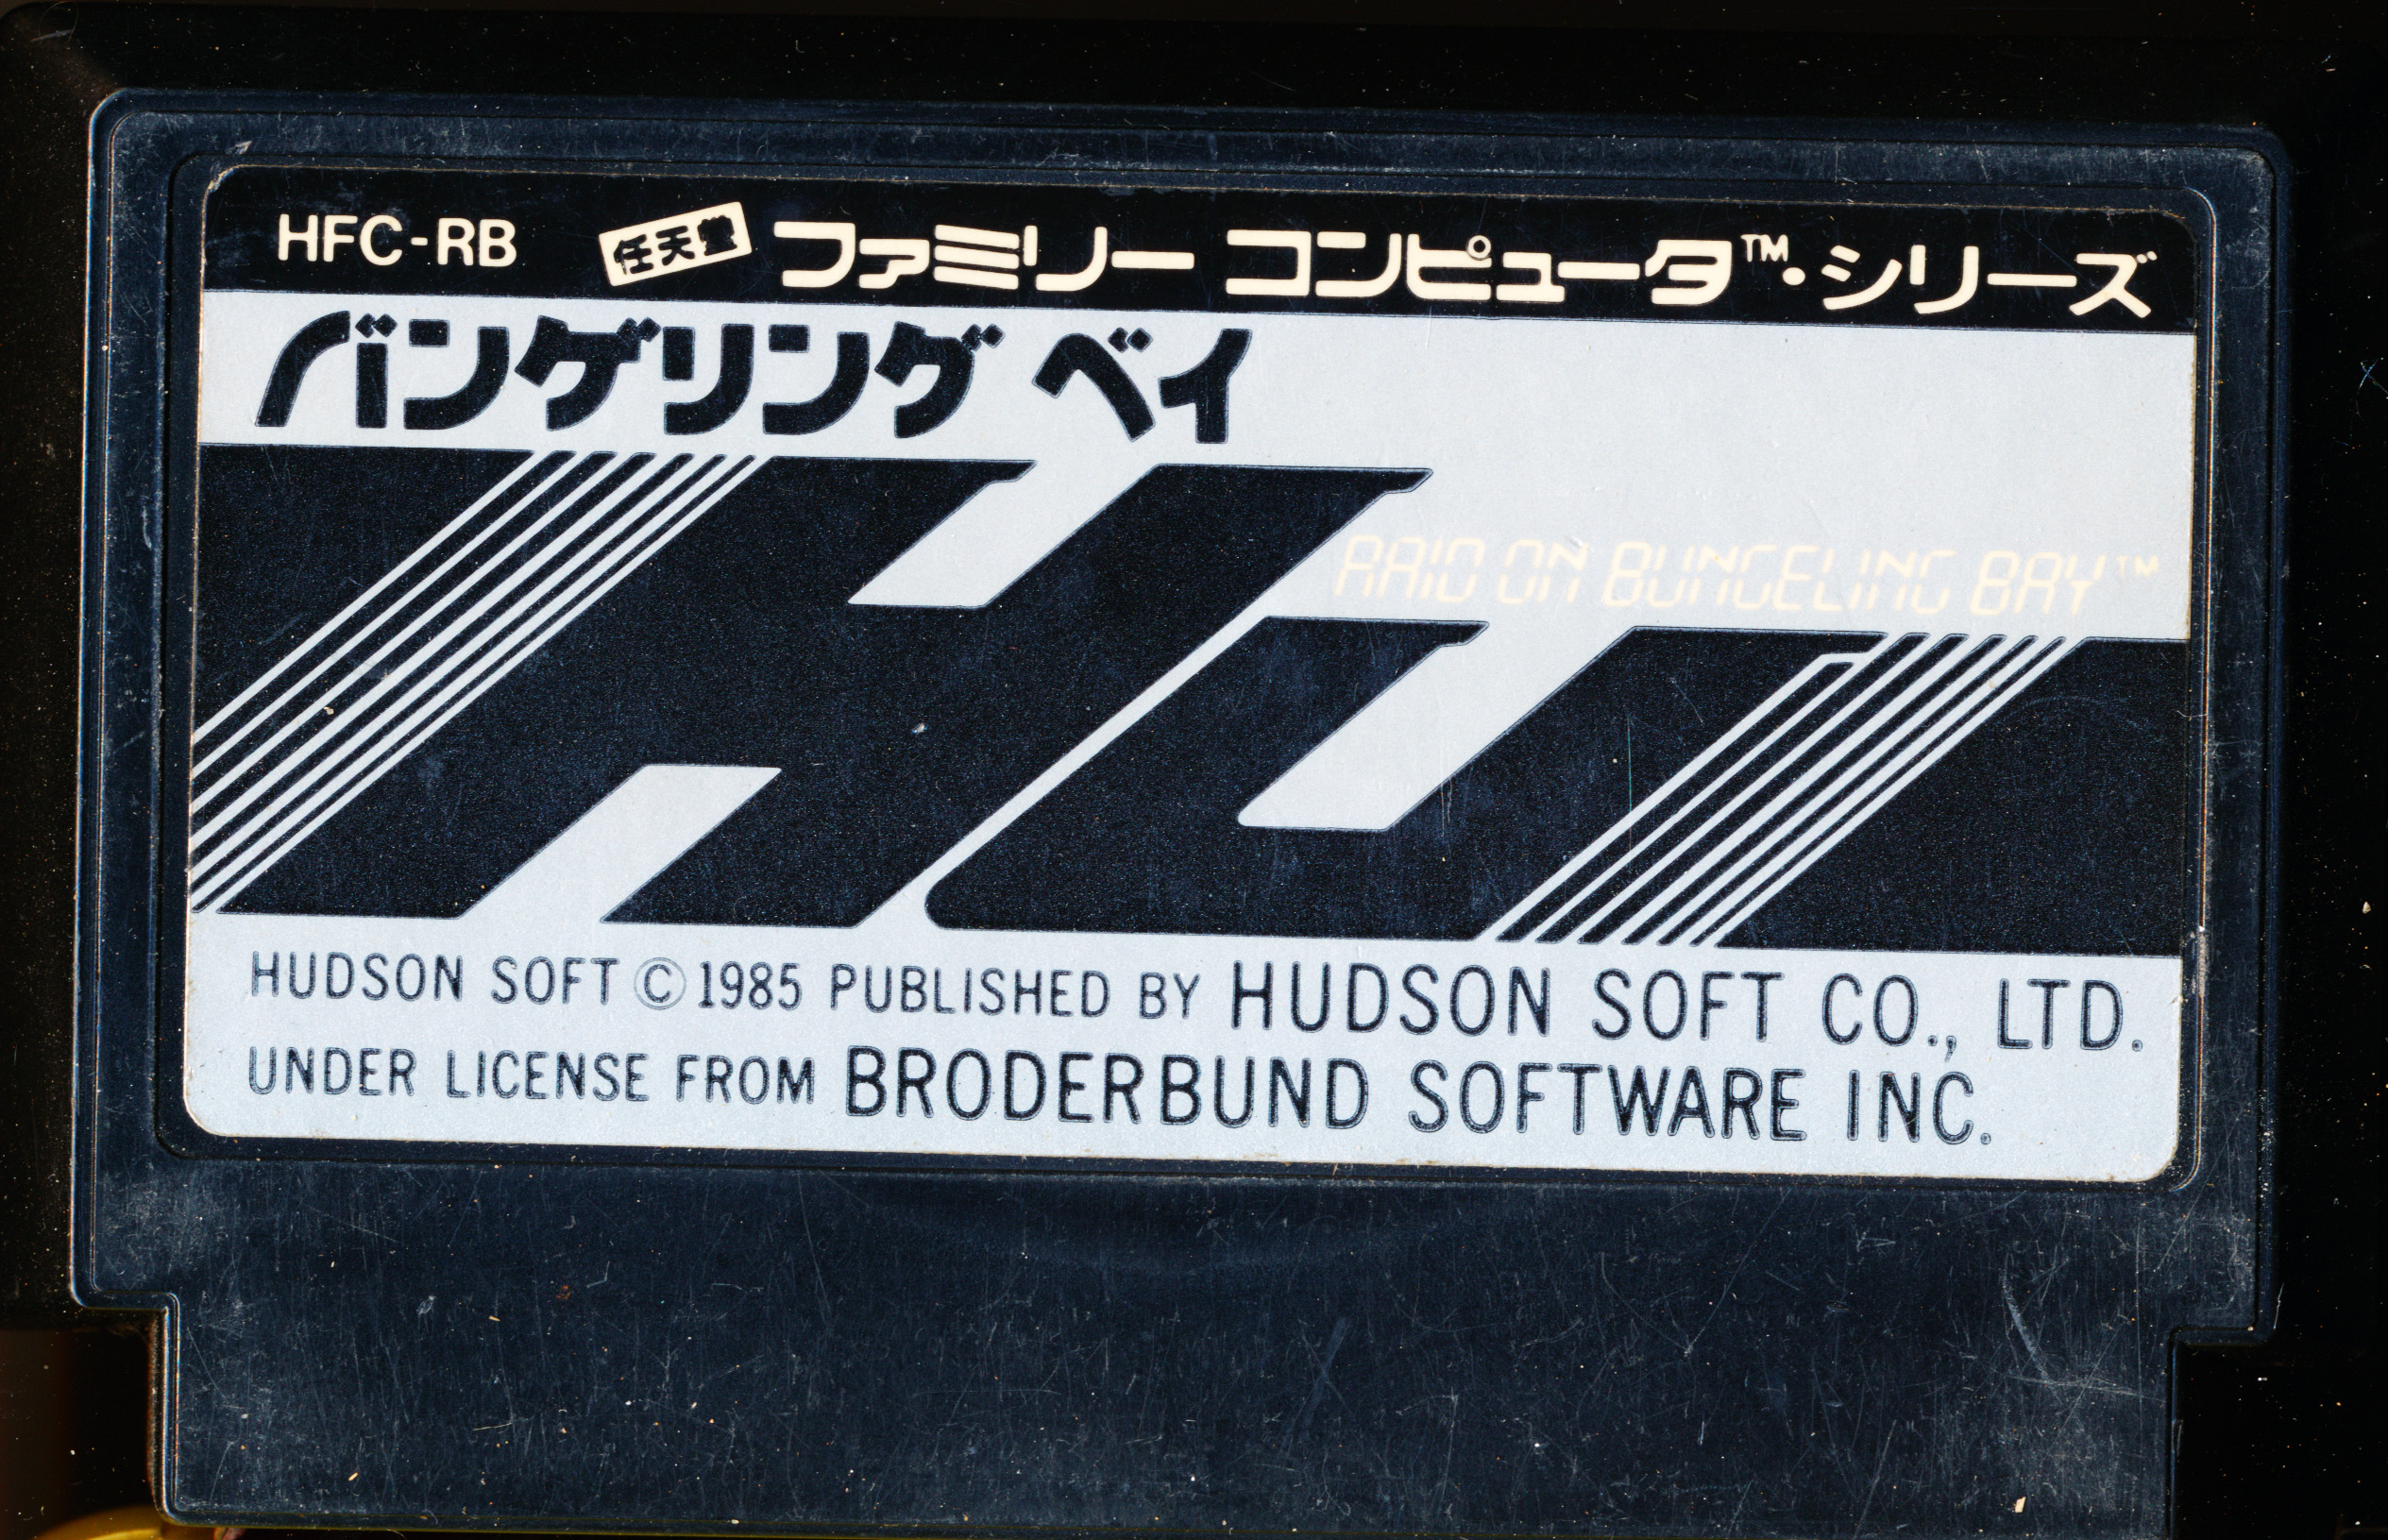 HFC-RB 任天堂 ファミリー コンピュータ™・シリーズ
バンゲリング ベイ
RAID ON BUNGELING BAY™
HUDSON SOFT © 1985 PUBLISHED BY HUDSON SOFT CO., LTD.
UNDER LICENSE FROM BRODERBUND SOFTWARE INC.